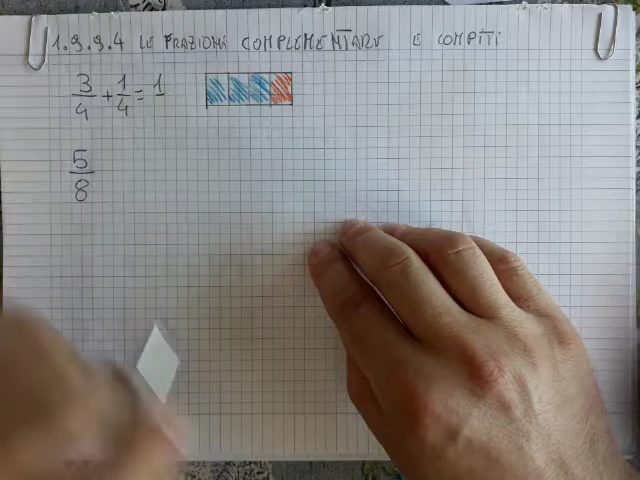 1.9.9.4 LE FRAZIONI COMPLEMENTARI E COMPITI
3/4 + 1/4 = 1
5/8